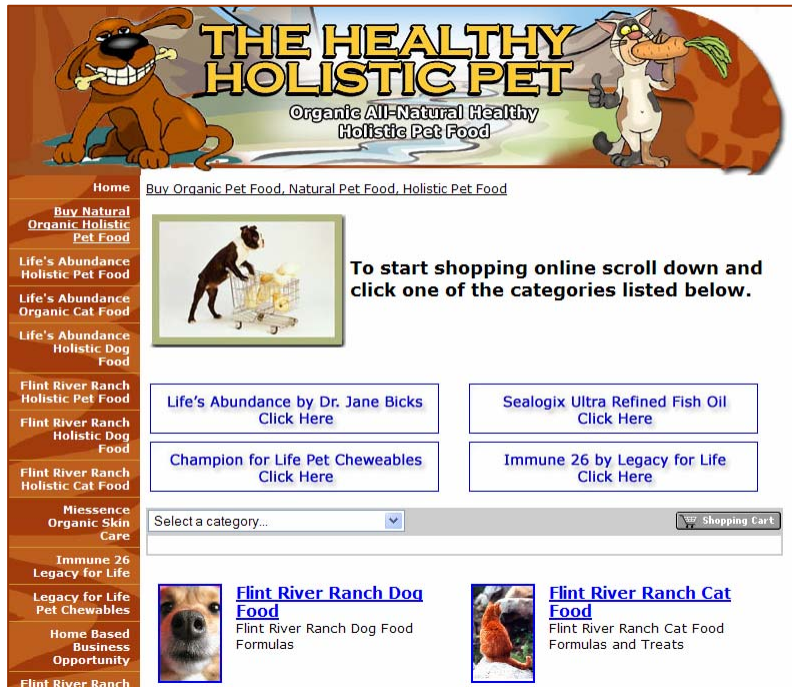 THE HEALTHY
HOLISTIC PET
Organic All-Natural Healthy
Holistic Pet Food
Home
Buy Natural
Organic Holistic
Pet Food
Life's Abundance
Holistic Pet Food
Life's Abundance
Organic Cat Food
Life's Abundance
Holistic Dog
Food
Flint River Ranch
Holistic Pet Food
Flint River Ranch
Holistic Dog
Food
Flint River Ranch
Holistic Cat Food
Miessence
Organic Skin
Care
Immune 26
Legacy for Life
Legacy for Life
Pet Chewables
Home Based
Business
Opportunity
Flint River Ranch
Buy Organic Pet Food, Natural Pet Food, Holistic Pet Food
To start shopping online scroll down and
click one of the categories listed below.
Life's Abundance by Dr. Jane Bicks
Click Here
Sealogix Ultra Refined Fish Oil
Click Here
Champion for Life Pet Cheweables
Click Here
Immune 26 by Legacy for Life
Click Here
Select a category...
Shopping Cart
Flint River Ranch Dog
Food
Flint River Ranch Dog Food
Formulas
Flint River Ranch Cat
Food
Flint River Ranch Cat Food
Formulas and Treats